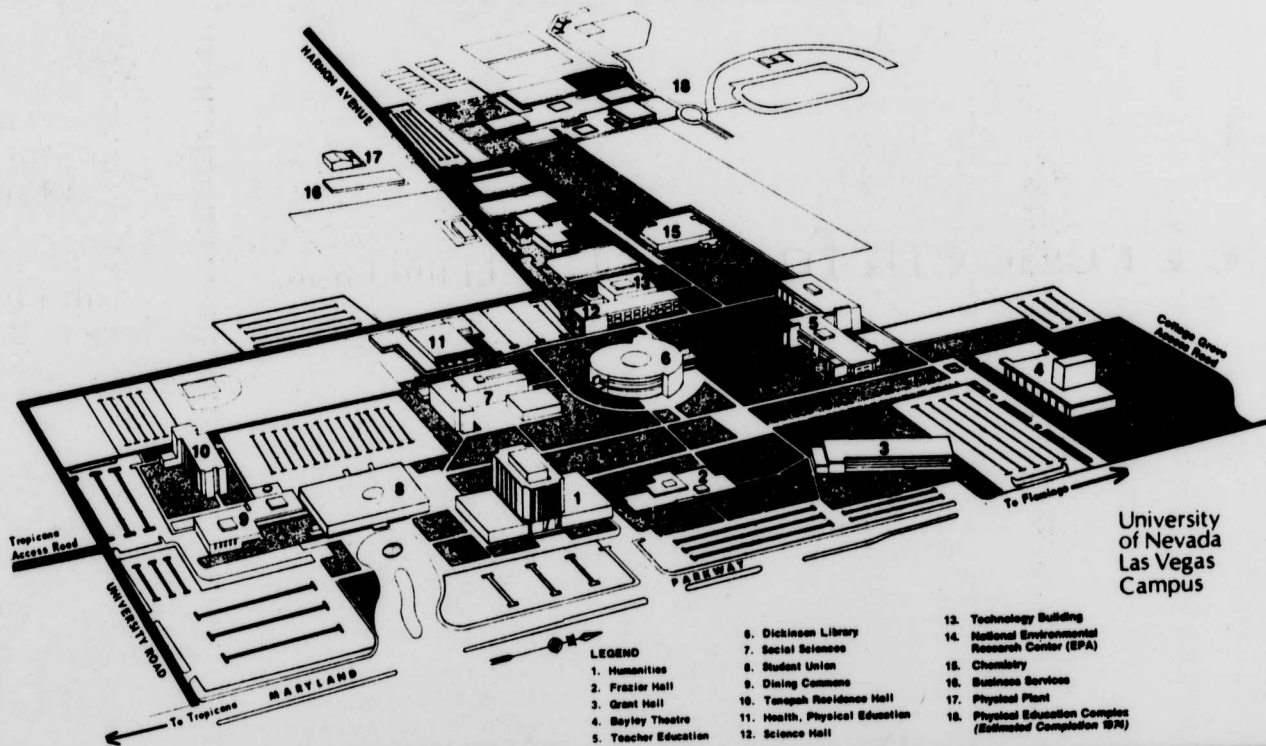 HARMON AVENUE
18
17
16
15
14
13
12
11
6
5
Cottage Grove
Access Road
4
7
10
8
3
2
1
9
To Flamingo
Tropicana
Access Road
University
of Nevada
Las Vegas
Campus
PARKWAY
UNIVERSITY ROAD
MARYLAND
To Tropicana
N
LEGEND
1. Humanities
2. Frazier Hall
3. Grant Hall
4. Bayley Theatre
5. Teacher Education
6. Dickinson Library
7. Social Sciences
8. Student Union
9. Dining Commons
10. Tonopah Residence Hall
11. Health, Physical Education
12. Science Hall
13. Technology Building
14. National Environmental
Research Center (EPA)
15. Chemistry
16. Business Services
17. Physical Plant
18. Physical Education Complex
(Estimated Completion 1974)